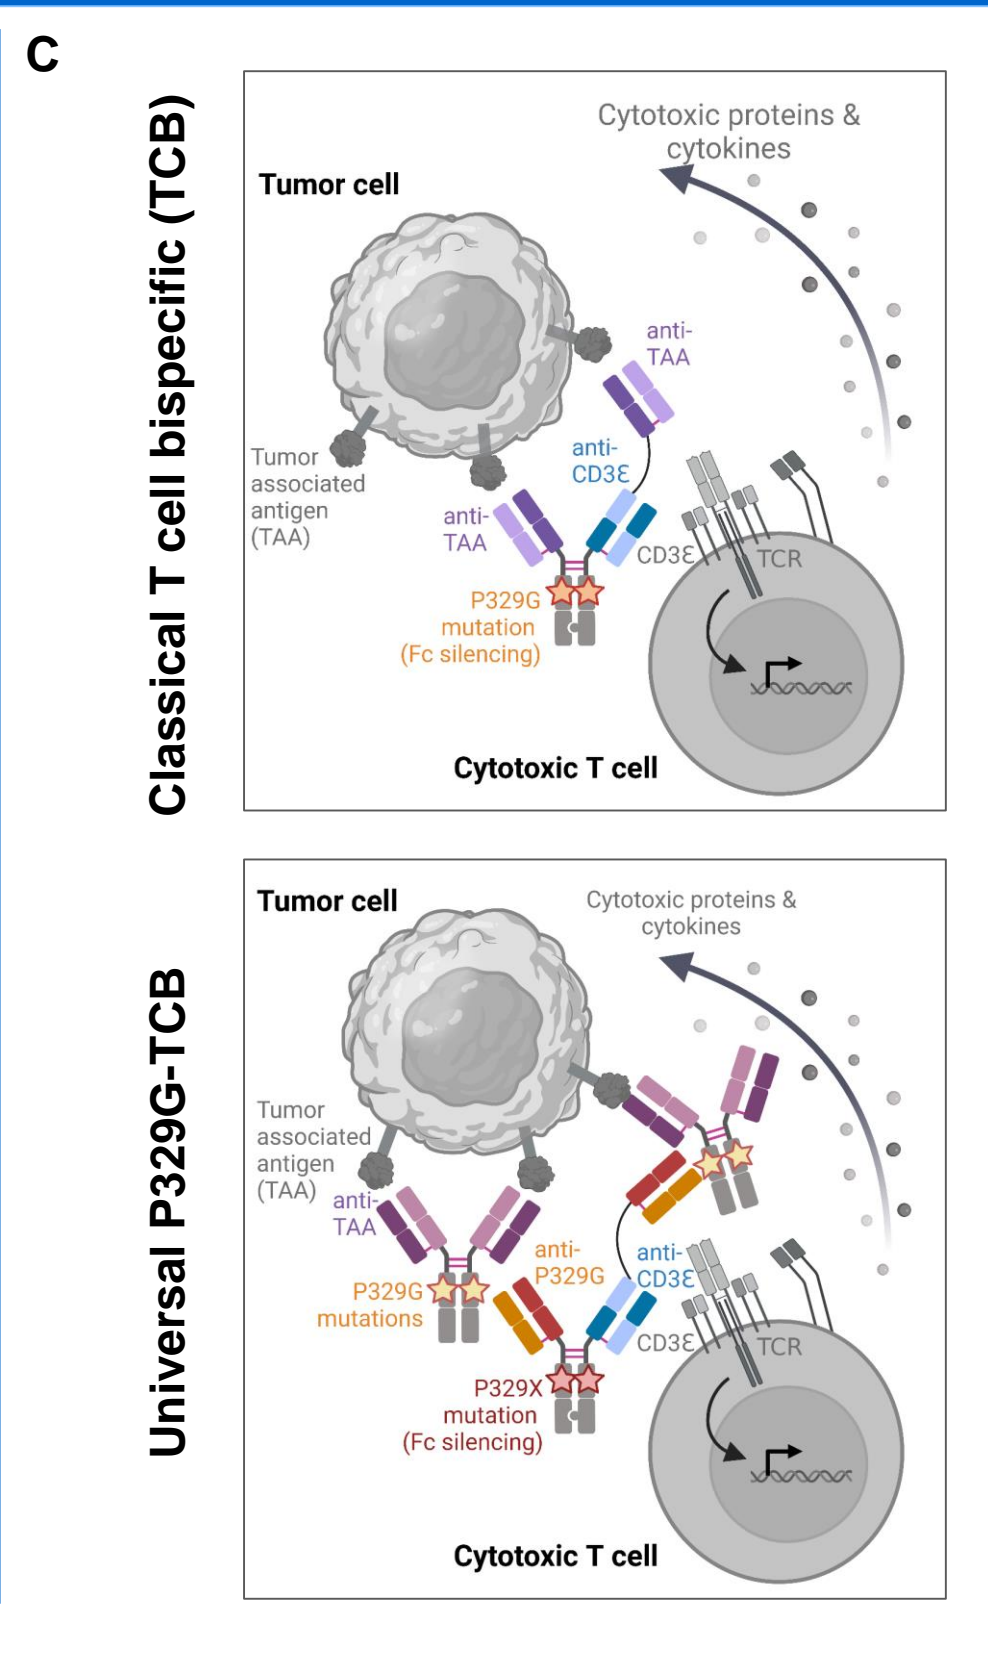 C
Classical T cell bispecific (TCB)
Cytotoxic proteins &
cytokines
Tumor cell
anti-
TAA
anti-
CD3Ɛ
Tumor
associated
antigen
(TAA)
anti-
TAA
CD3Ɛ
TCR
P329G
mutation
(Fc silencing)
Cytotoxic T cell
Universal P329G-TCB
Tumor cell
Cytotoxic proteins &
cytokines
Tumor
associated
antigen
(TAA)
anti-
TAA
anti-
P329G
anti-
CD3Ɛ
P329G
mutations
CD3Ɛ
TCR
P329X
mutation
(Fc silencing)
Cytotoxic T cell